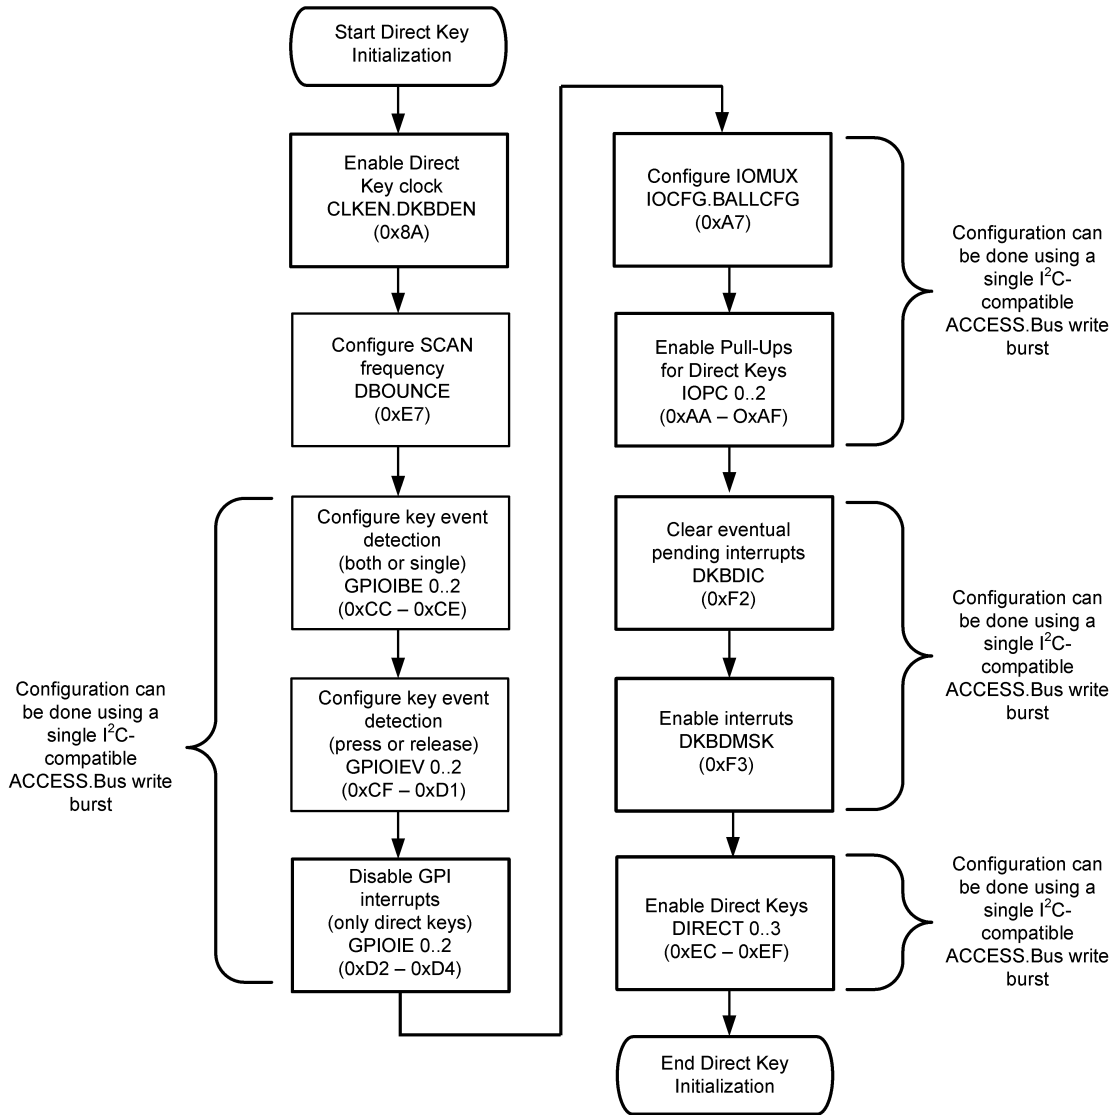 Start Direct Key
Initialization
Enable Direct
Key clock
CLKEN.DKBDEN
(0x8A)
Configure SCAN
frequency
DBOUNCE
(0xE7)
Configure key event
detection
(both or single)
GPIOIBE 0..2
(0xCC – 0xCE)
Configure key event
detection
(press or release)
GPIOIEV 0..2
(0xCF – 0xD1)
Disable GPI
interrupts
(only direct keys)
GPIOIE 0..2
(0xD2 – 0xD4)
Configuration can
be done using a
single I²C-
compatible
ACCESS.Bus write
burst
Configure IOMUX
IOCFG.BALLCFG
(0xA7)
Enable Pull-Ups
for Direct Keys
IOPC 0..2
(0xAA – OxAF)
Configuration can
be done using a
single I²C-
compatible
ACCESS.Bus write
burst
Clear eventual
pending interrupts
DKBDIC
(0xF2)
Enable interruts
DKBDMSK
(0xF3)
Configuration can
be done using a
single I²C-
compatible
ACCESS.Bus write
burst
Enable Direct Keys
DIRECT 0..3
(0xEC – 0xEF)
Configuration can
be done using a
single I²C-
compatible
ACCESS.Bus write
burst
End Direct Key
Initialization